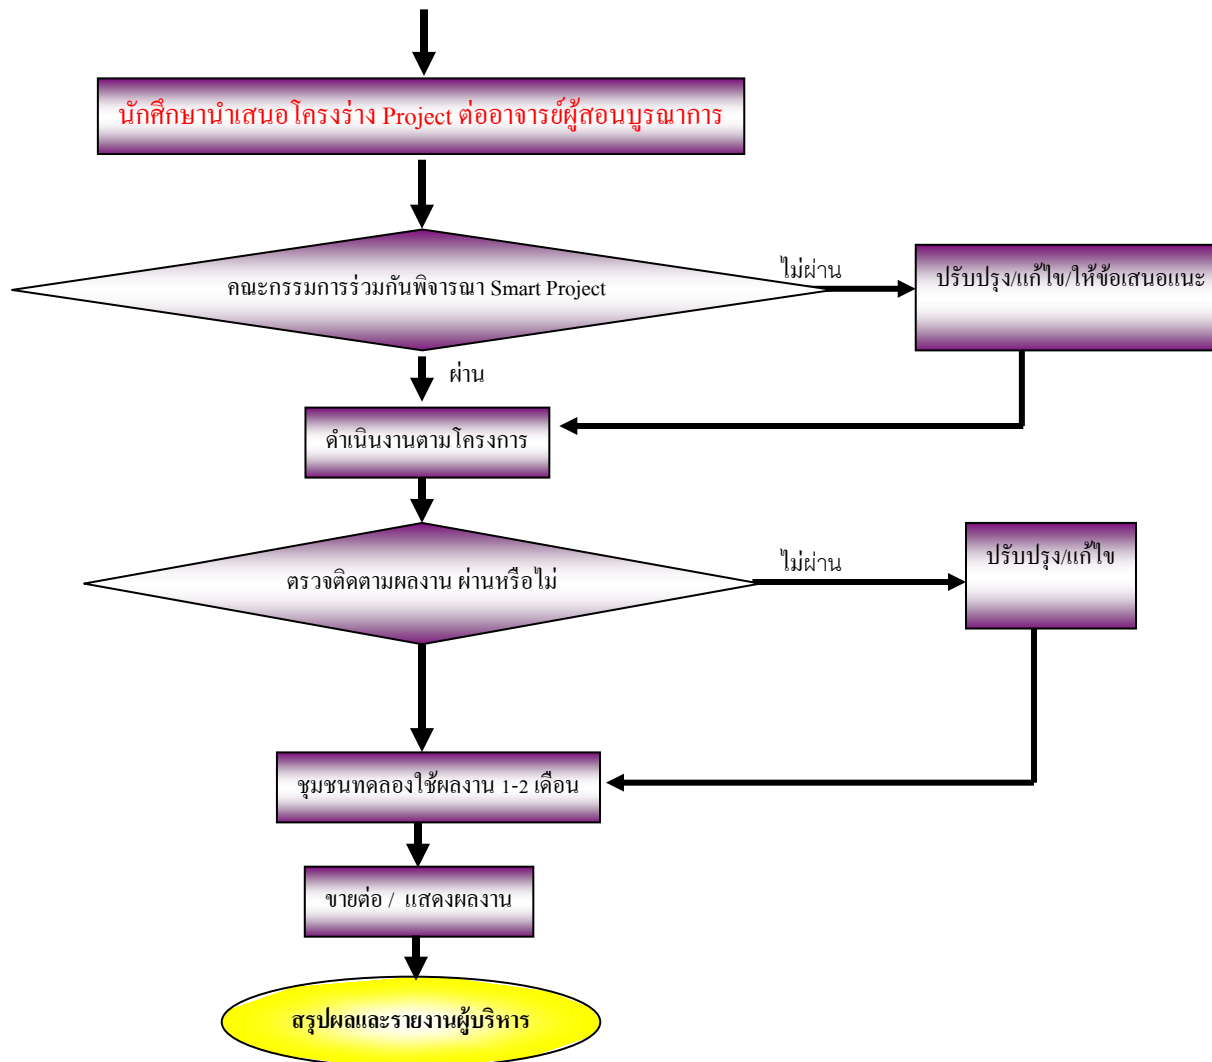 นักศึกษานำเสนอโครงร่าง Project ต่ออาจารย์ผู้สอนบูรณาการ
คณะกรรมการร่วมกันพิจารณา Smart Project
ไม่ผ่าน
ปรับปรุง/แก้ไข/ให้ข้อเสนอแนะ
ผ่าน
ดำเนินงานตามโครงการ
ตรวจติดตามผลงาน ผ่านหรือไม่
ไม่ผ่าน
ปรับปรุง/แก้ไข
ชุมชนทดลองใช้ผลงาน 1-2 เดือน
ขายต่อ / แสดงผลงาน
สรุปผลและรายงานผู้บริหาร